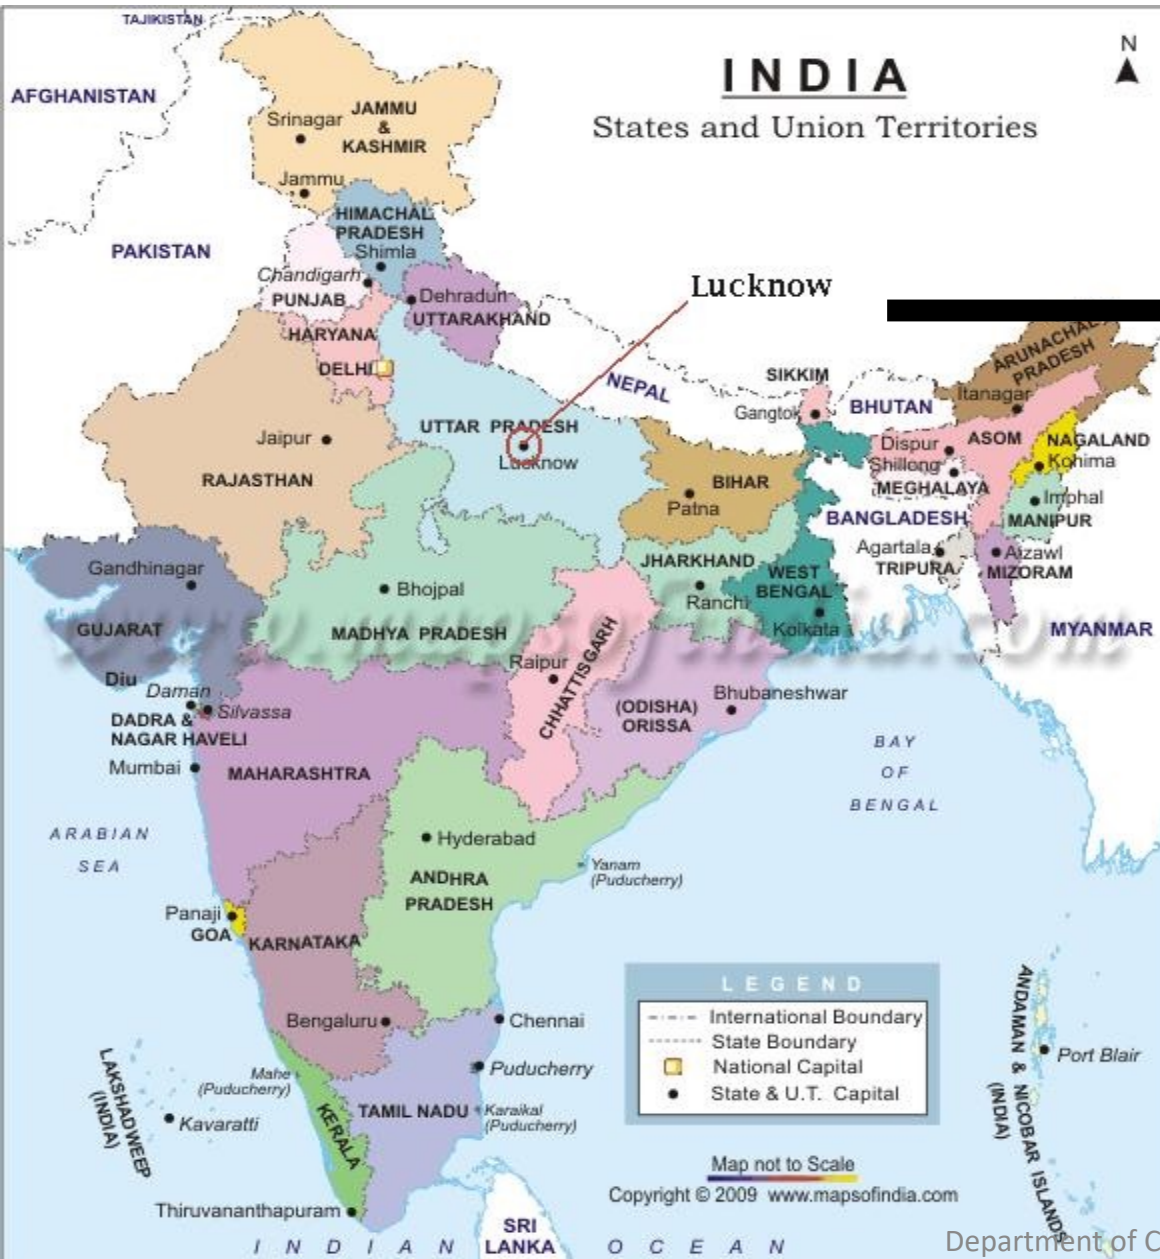 TAJIKISTAN
AFGHANISTAN
INDIA
States and Union Territories
N
JAMMU
&
KASHMIR
Srinagar
Jammu
HIMACHAL
PRADESH
Shimla
PAKISTAN
Chandigarh
PUNJAB
Dehradun
UTTARAKHAND
Lucknow
HARYANA
DELHI
NEPAL
SIKKIM
Gangtok
BHUTAN
ARUNACHAL
PRADESH
Itanagar
UTTAR PRADESH
Lucknow
Jaipur
RAJASTHAN
BIHAR
Patna
Dispur
ASOM
NAGALAND
Kohima
Shillong
MEGHALAYA
Imphal
MANIPUR
BANGLADESH
Agartala
TRIPURA
Aizawl
MIZORAM
MYANMAR
JHARKHAND
Ranchi
WEST
BENGAL
Kolkata
Gandhinagar
GUJARAT
Bhojpal
MADHYA PRADESH
www.mapsofindia.com
Raipur
CHHATTISGARH
Diu
Daman
Silvassa
DADRA &
NAGAR HAVELI
Mumbai
MAHARASHTRA
Bhubaneshwar
(ODISHA)
ORISSA
BAY
OF
BENGAL
ARABIAN
SEA
Hyderabad
ANDHRA
PRADESH
Yanam
(Puducherry)
Panaji
GOA
KARNATAKA
Bengaluru
Chennai
Mahe
(Puducherry)
Puducherry
KERALA
TAMIL NADU
Karaikal
(Puducherry)
LAKSHADWEEP
(INDIA)
Kavaratti
Thiruvananthapuram
LEGEND
International Boundary
State Boundary
National Capital
State & U.T. Capital
Map not to Scale
Copyright © 2009 www.mapsofindia.com
ANDAMAN & NICOBAR ISLANDS
(INDIA)
Port Blair
SRI
LANKA
INDIAN OCEAN
Department of C